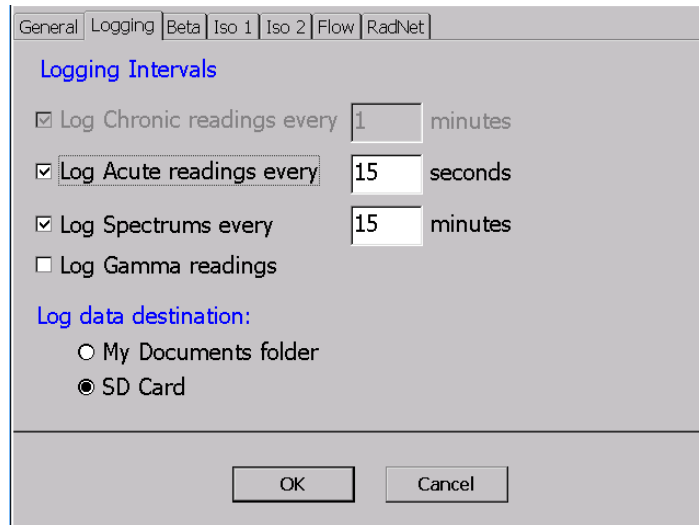 General Logging Beta Iso 1 Iso 2 Flow RadNet
Logging Intervals
Log Chronic readings every 1 minutes
Log Acute readings every 15 seconds
Log Spectrums every 15 minutes
Log Gamma readings
Log data destination:
My Documents folder
SD Card
OK Cancel